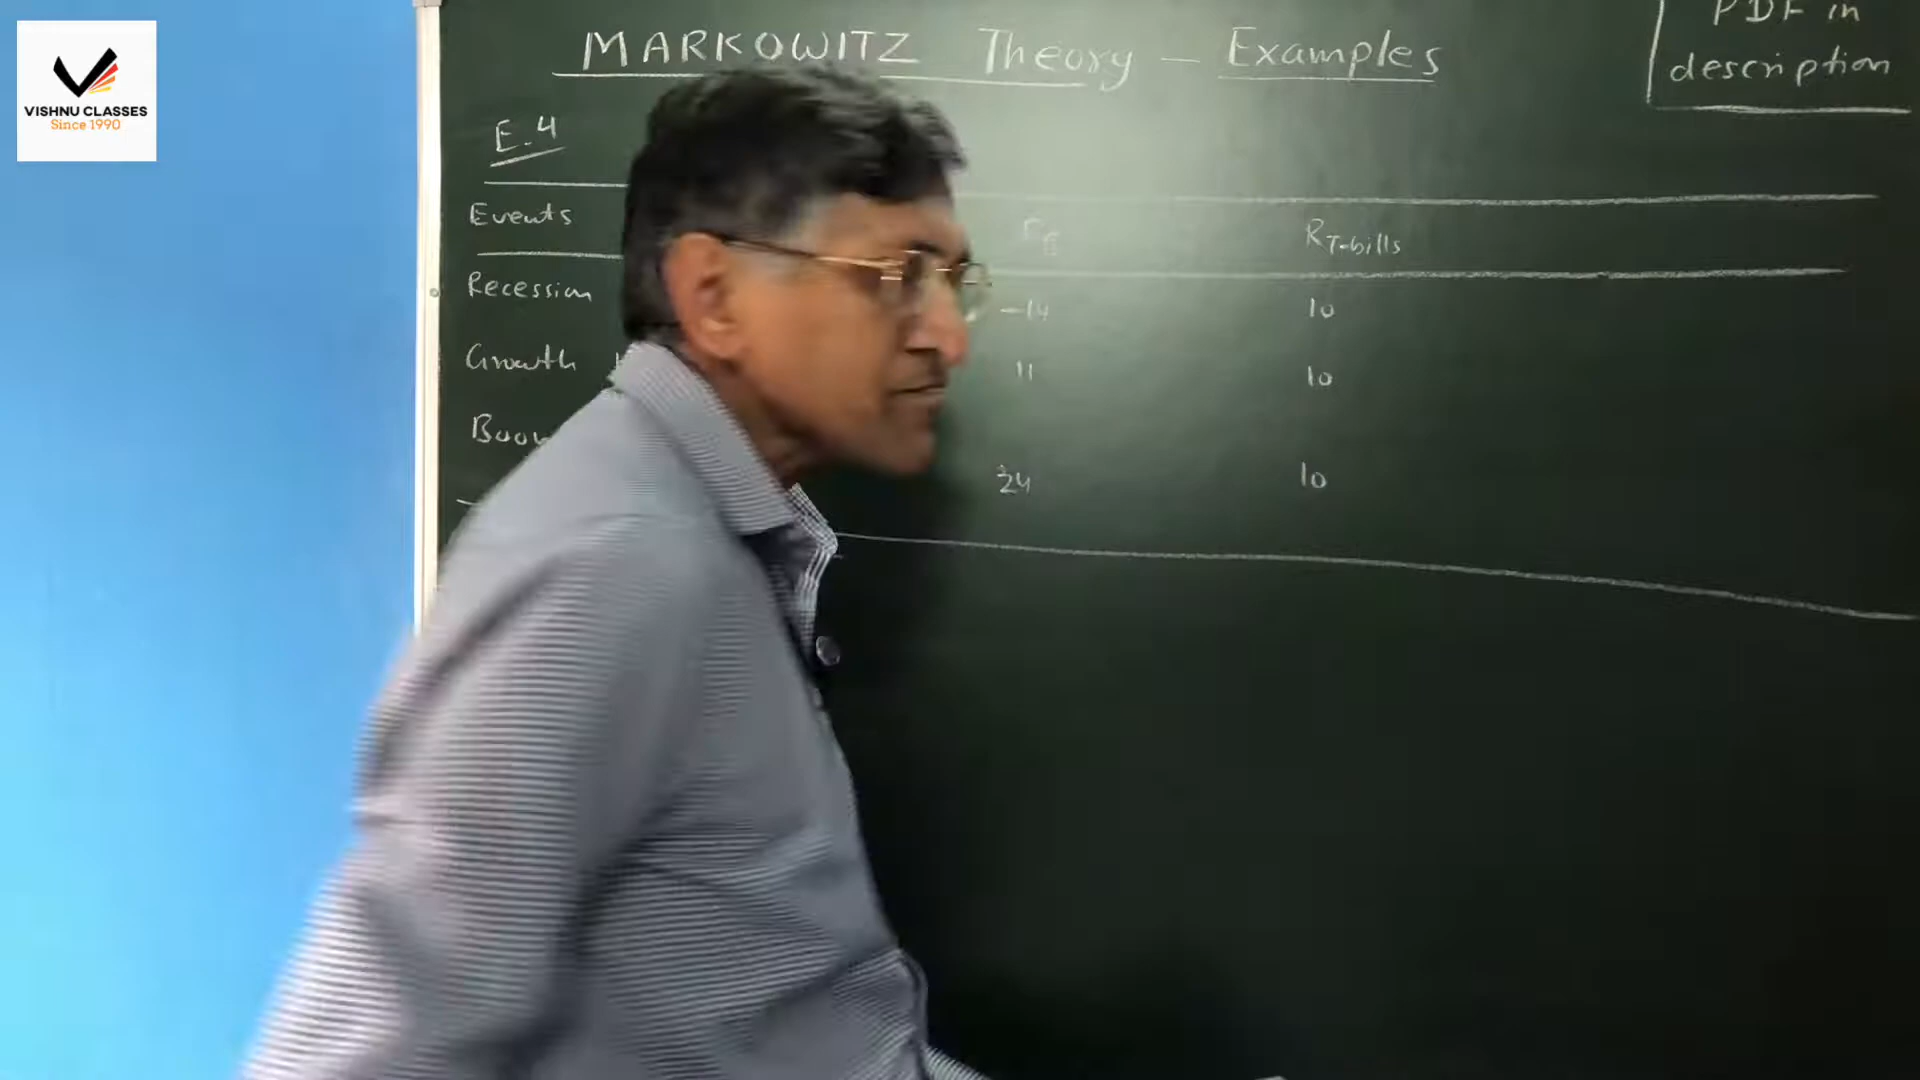 VISHNU CLASSES
Since 1990
MARKOWITZ Theory — Examples
PDF in
description
E.4
Events R T-bills
Recession -14 10
Growth 11 10
24 10